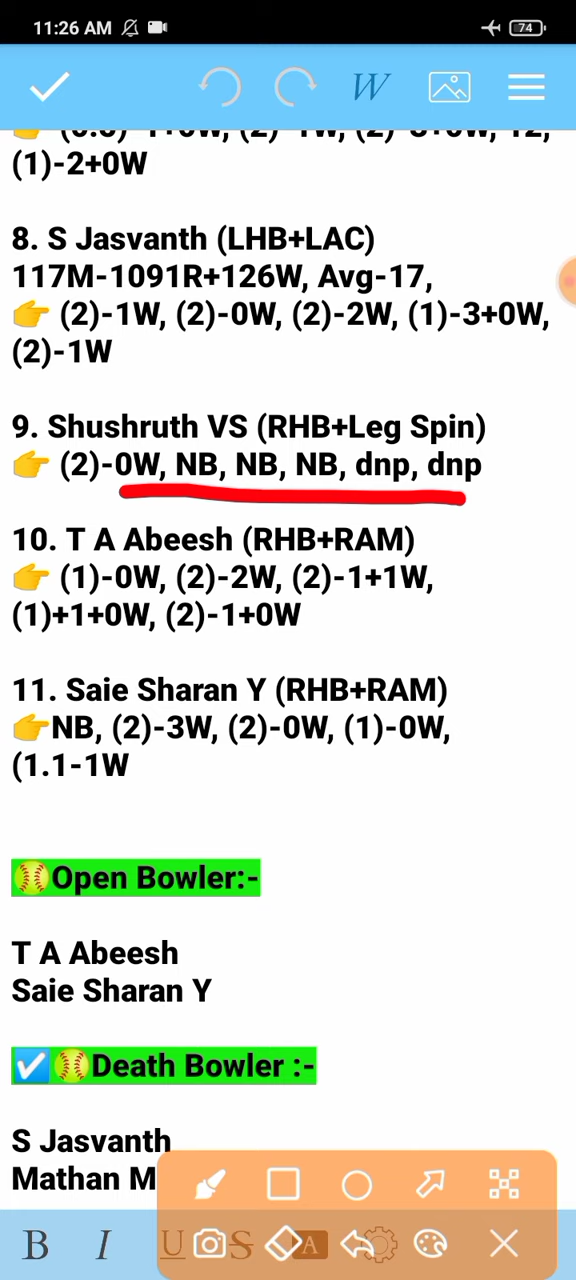 11:26 AM
74
W
(1)-2+0W
8. S Jasvanth (LHB+LAC)
117M-1091R+126W, Avg-17,
👉 (2)-1W, (2)-0W, (2)-2W, (1)-3+0W,
(2)-1W
9. Shushruth VS (RHB+Leg Spin)
👉 (2)-0W, NB, NB, NB, dnp, dnp
10. T A Abeesh (RHB+RAM)
👉 (1)-0W, (2)-2W, (2)-1+1W,
(1)+1+0W, (2)-1+0W
11. Saie Sharan Y (RHB+RAM)
👉NB, (2)-3W, (2)-0W, (1)-0W,
(1.1-1W
⚾Open Bowler:-
T A Abeesh
Saie Sharan Y
☑️⚾Death Bowler :-
S Jasvanth
Mathan M
B I U S A